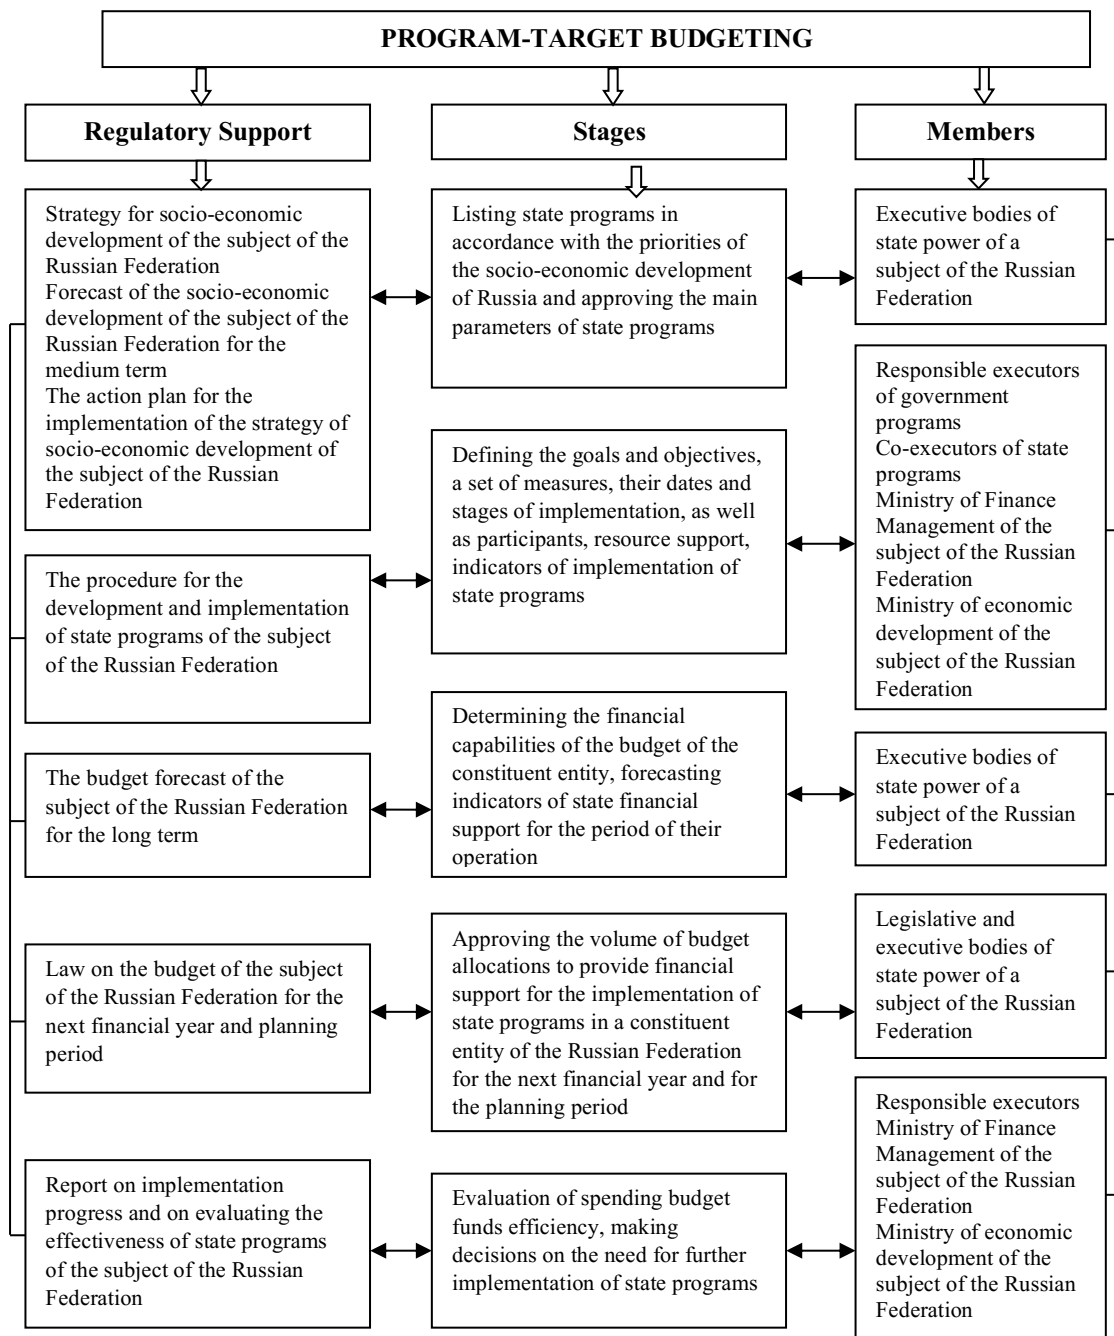 PROGRAM-TARGET BUDGETING
Regulatory Support
Stages
Members
Strategy for socio-economic
development of the subject of the
Russian Federation
Forecast of the socio-economic
development of the subject of the
Russian Federation for the
medium term
The action plan for the
implementation of the strategy of
socio-economic development of
the subject of the Russian
Federation
Listing state programs in
accordance with the priorities of
the socio-economic development
of Russia and approving the main
parameters of state programs
Executive bodies of
state power of a
subject of the Russian
Federation
The procedure for the
development and implementation
of state programs of the subject
of the Russian Federation
Defining the goals and objectives,
a set of measures, their dates and
stages of implementation, as well
as participants, resource support,
indicators of implementation of
state programs
Responsible executors
of government
programs
Co-executors of state
programs
Ministry of Finance
Management of the
subject of the Russian
Federation
Ministry of economic
development of the
subject of the Russian
Federation
The budget forecast of the
subject of the Russian Federation
for the long term
Determining the financial
capabilities of the budget of the
constituent entity, forecasting
indicators of state financial
support for the period of their
operation
Executive bodies of
state power of a
subject of the Russian
Federation
Law on the budget of the subject
of the Russian Federation for the
next financial year and planning
period
Approving the volume of budget
allocations to provide financial
support for the implementation of
state programs in a constituent
entity of the Russian Federation
for the next financial year and for
the planning period
Legislative and
executive bodies of
state power of a
subject of the Russian
Federation
Report on implementation
progress and on evaluating the
effectiveness of state programs
of the subject of the Russian
Federation
Evaluation of spending budget
funds efficiency, making
decisions on the need for further
implementation of state programs
Responsible executors
Ministry of Finance
Management of the
subject of the Russian
Federation
Ministry of economic
development of the
subject of the Russian
Federation